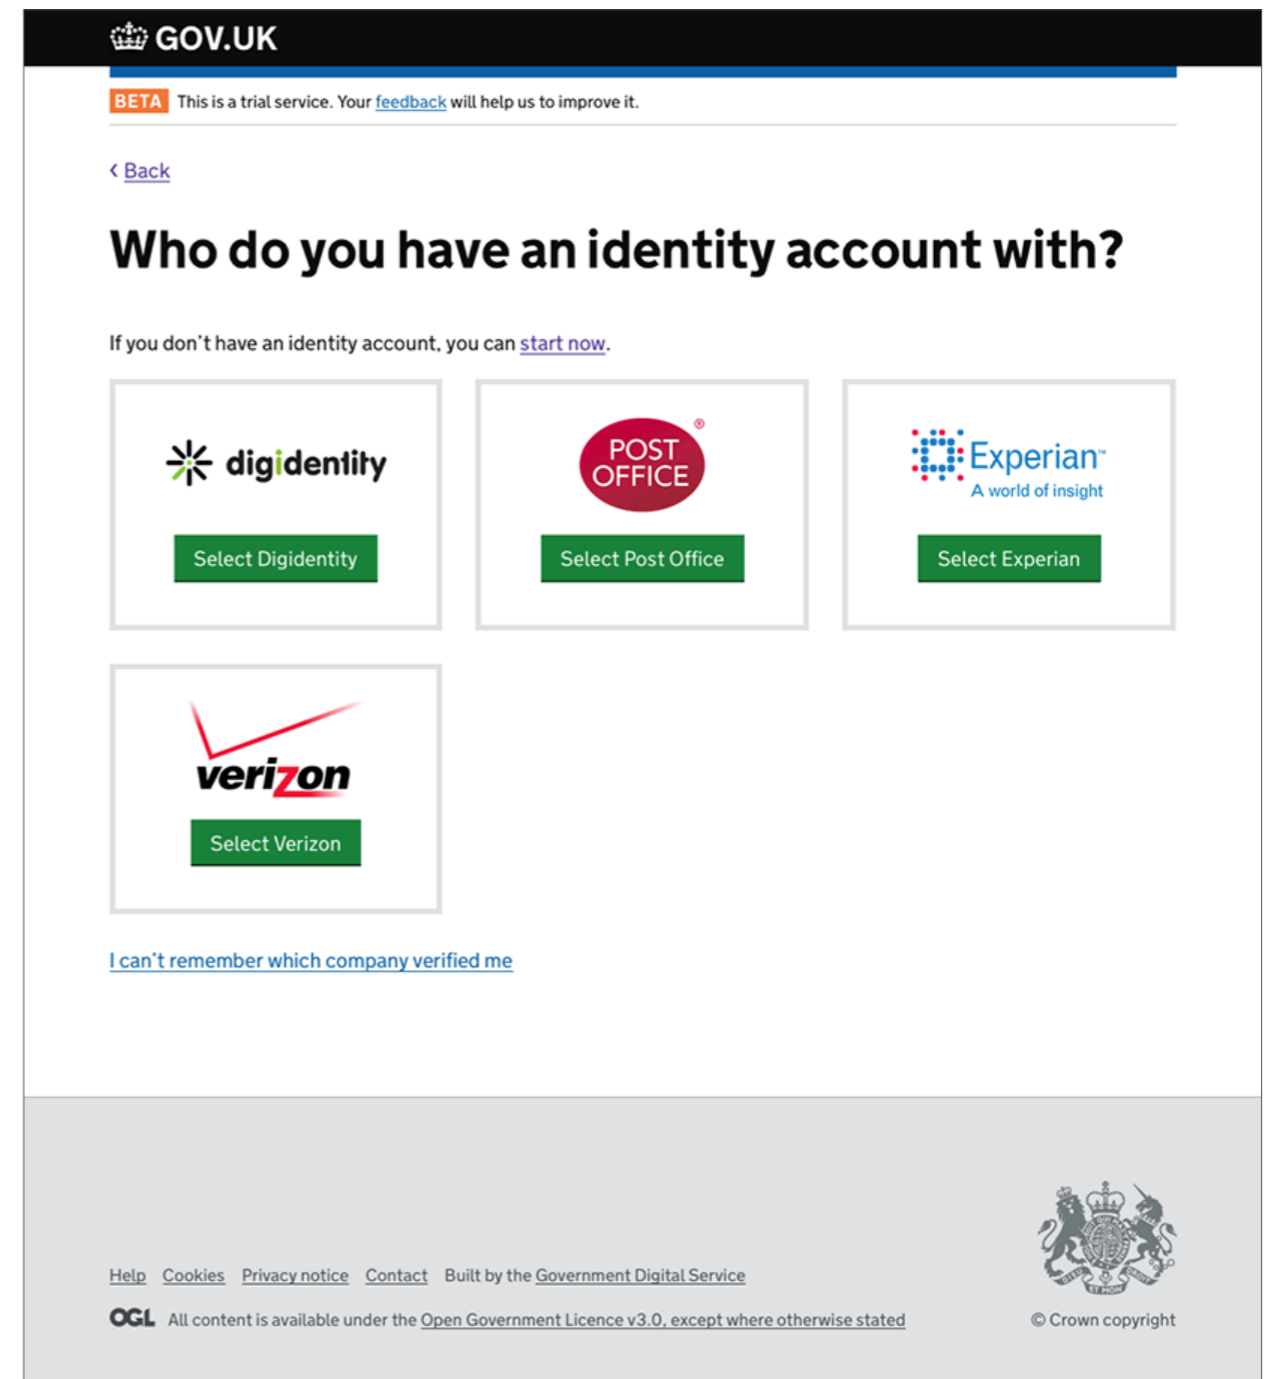 GOV.UK
BETA This is a trial service. Your feedback will help us to improve it.
‹ Back
Who do you have an identity account with?
If you don't have an identity account, you can start now.
digidentity
POST
OFFICE
®
Experian™
A world of insight
Select Digidentity
Select Post Office
Select Experian
verizon
Select Verizon
I can't remember which company verified me
Help Cookies Privacy notice Contact Built by the Government Digital Service
OGL All content is available under the Open Government Licence v3.0, except where otherwise stated
© Crown copyright